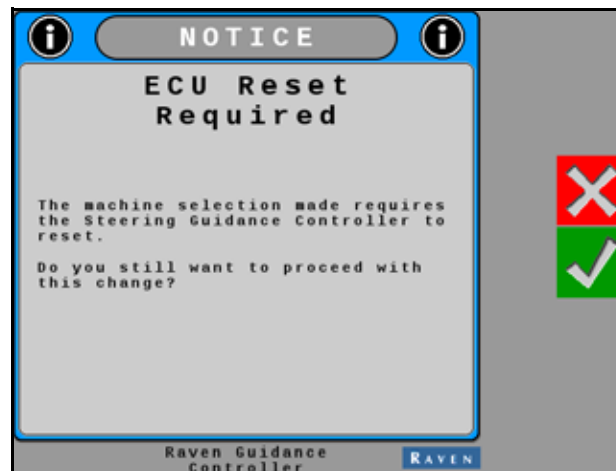 NOTICE
ECU Reset
Required
The machine selection made requires
the Steering Guidance Controller to
reset.
Do you still want to proceed with
this change?
Raven Guidance
Controller
RAVEN